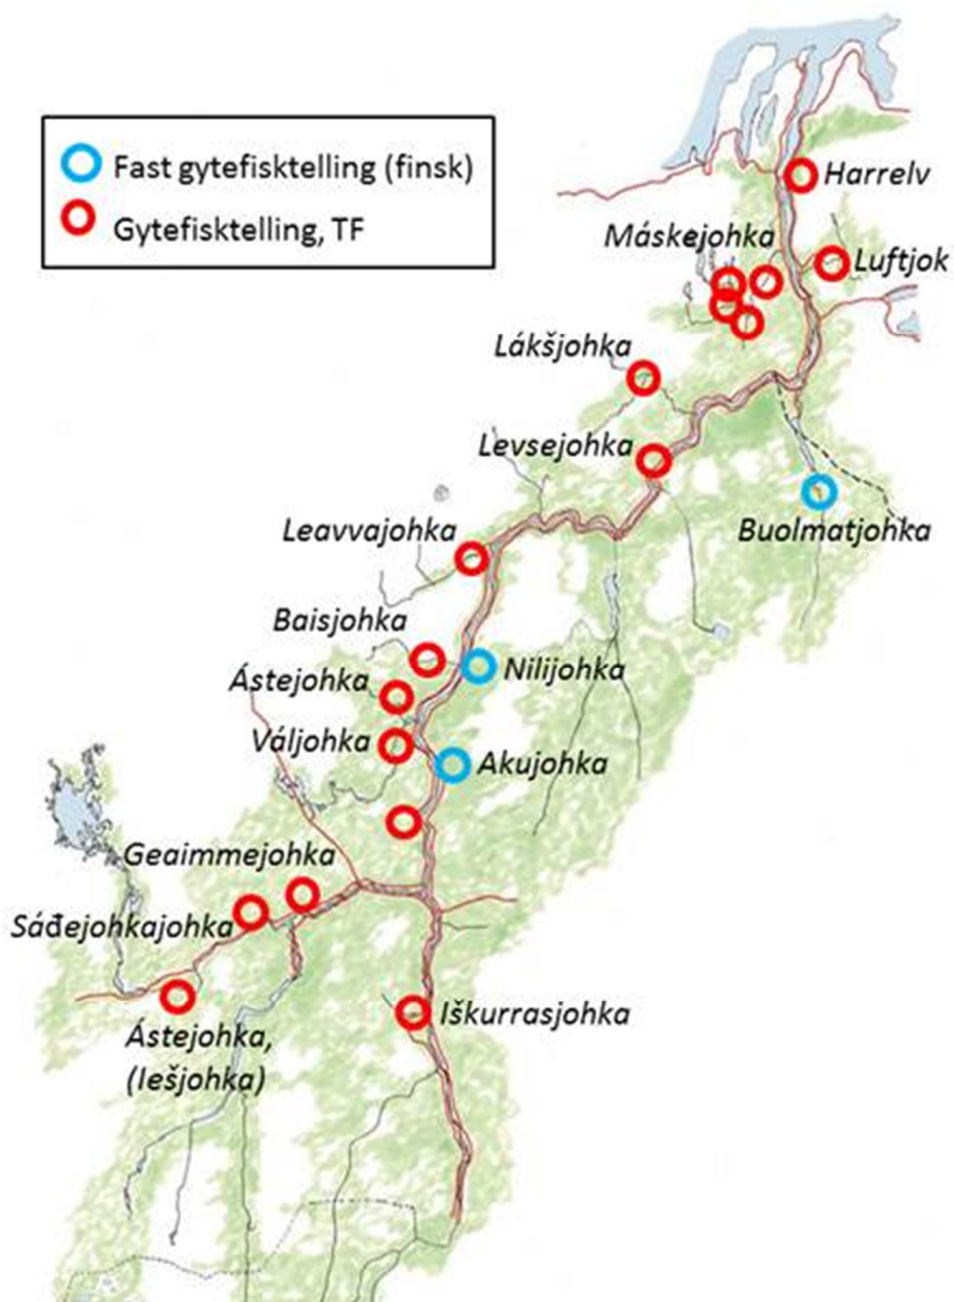 Fast gytefisktelling (finsk)
Gytefisktelling, TF
Harrelv
Máskejohka
Luftjok
Lákšjohka
Levsejohka
Buolmatjohka
Leavvajohka
Baisjohka
Nilijohka
Ástejohka
Váljohka
Akujohka
Geaimmejohka
Sáđejohkajohka
Iškurrasjohka
Ástejohka,
(Iešjohka)